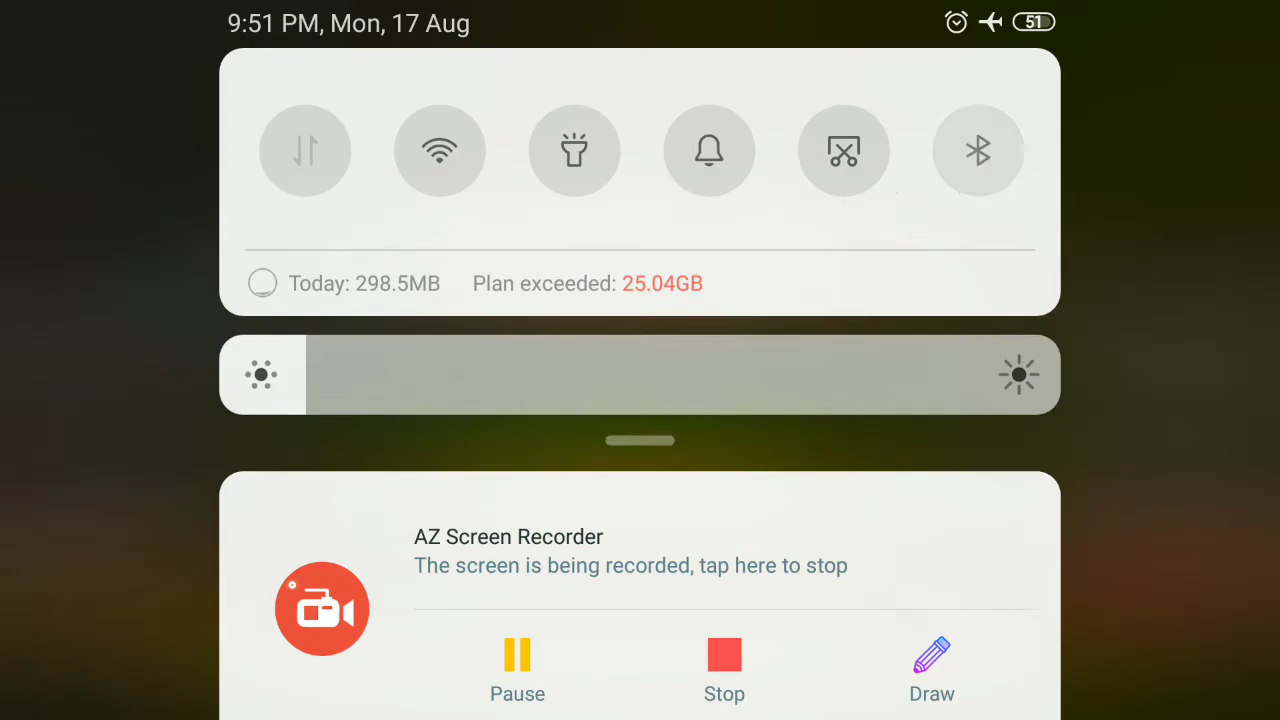 9:51 PM, Mon, 17 Aug 51
Today: 298.5MB Plan exceeded: 25.04GB
AZ Screen Recorder
The screen is being recorded, tap here to stop
Pause Stop Draw